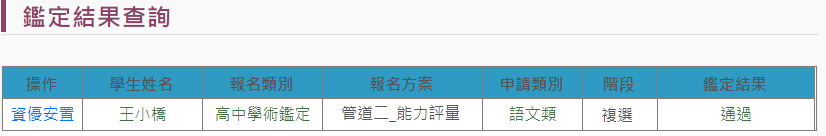 鑑定結果查詢
操作 學生姓名 報名類別 報名方案 申請類別 階段 鑑定結果
資優安置 王小橋 高中學術鑑定 管道二_能力評量 語文類 複選 通過